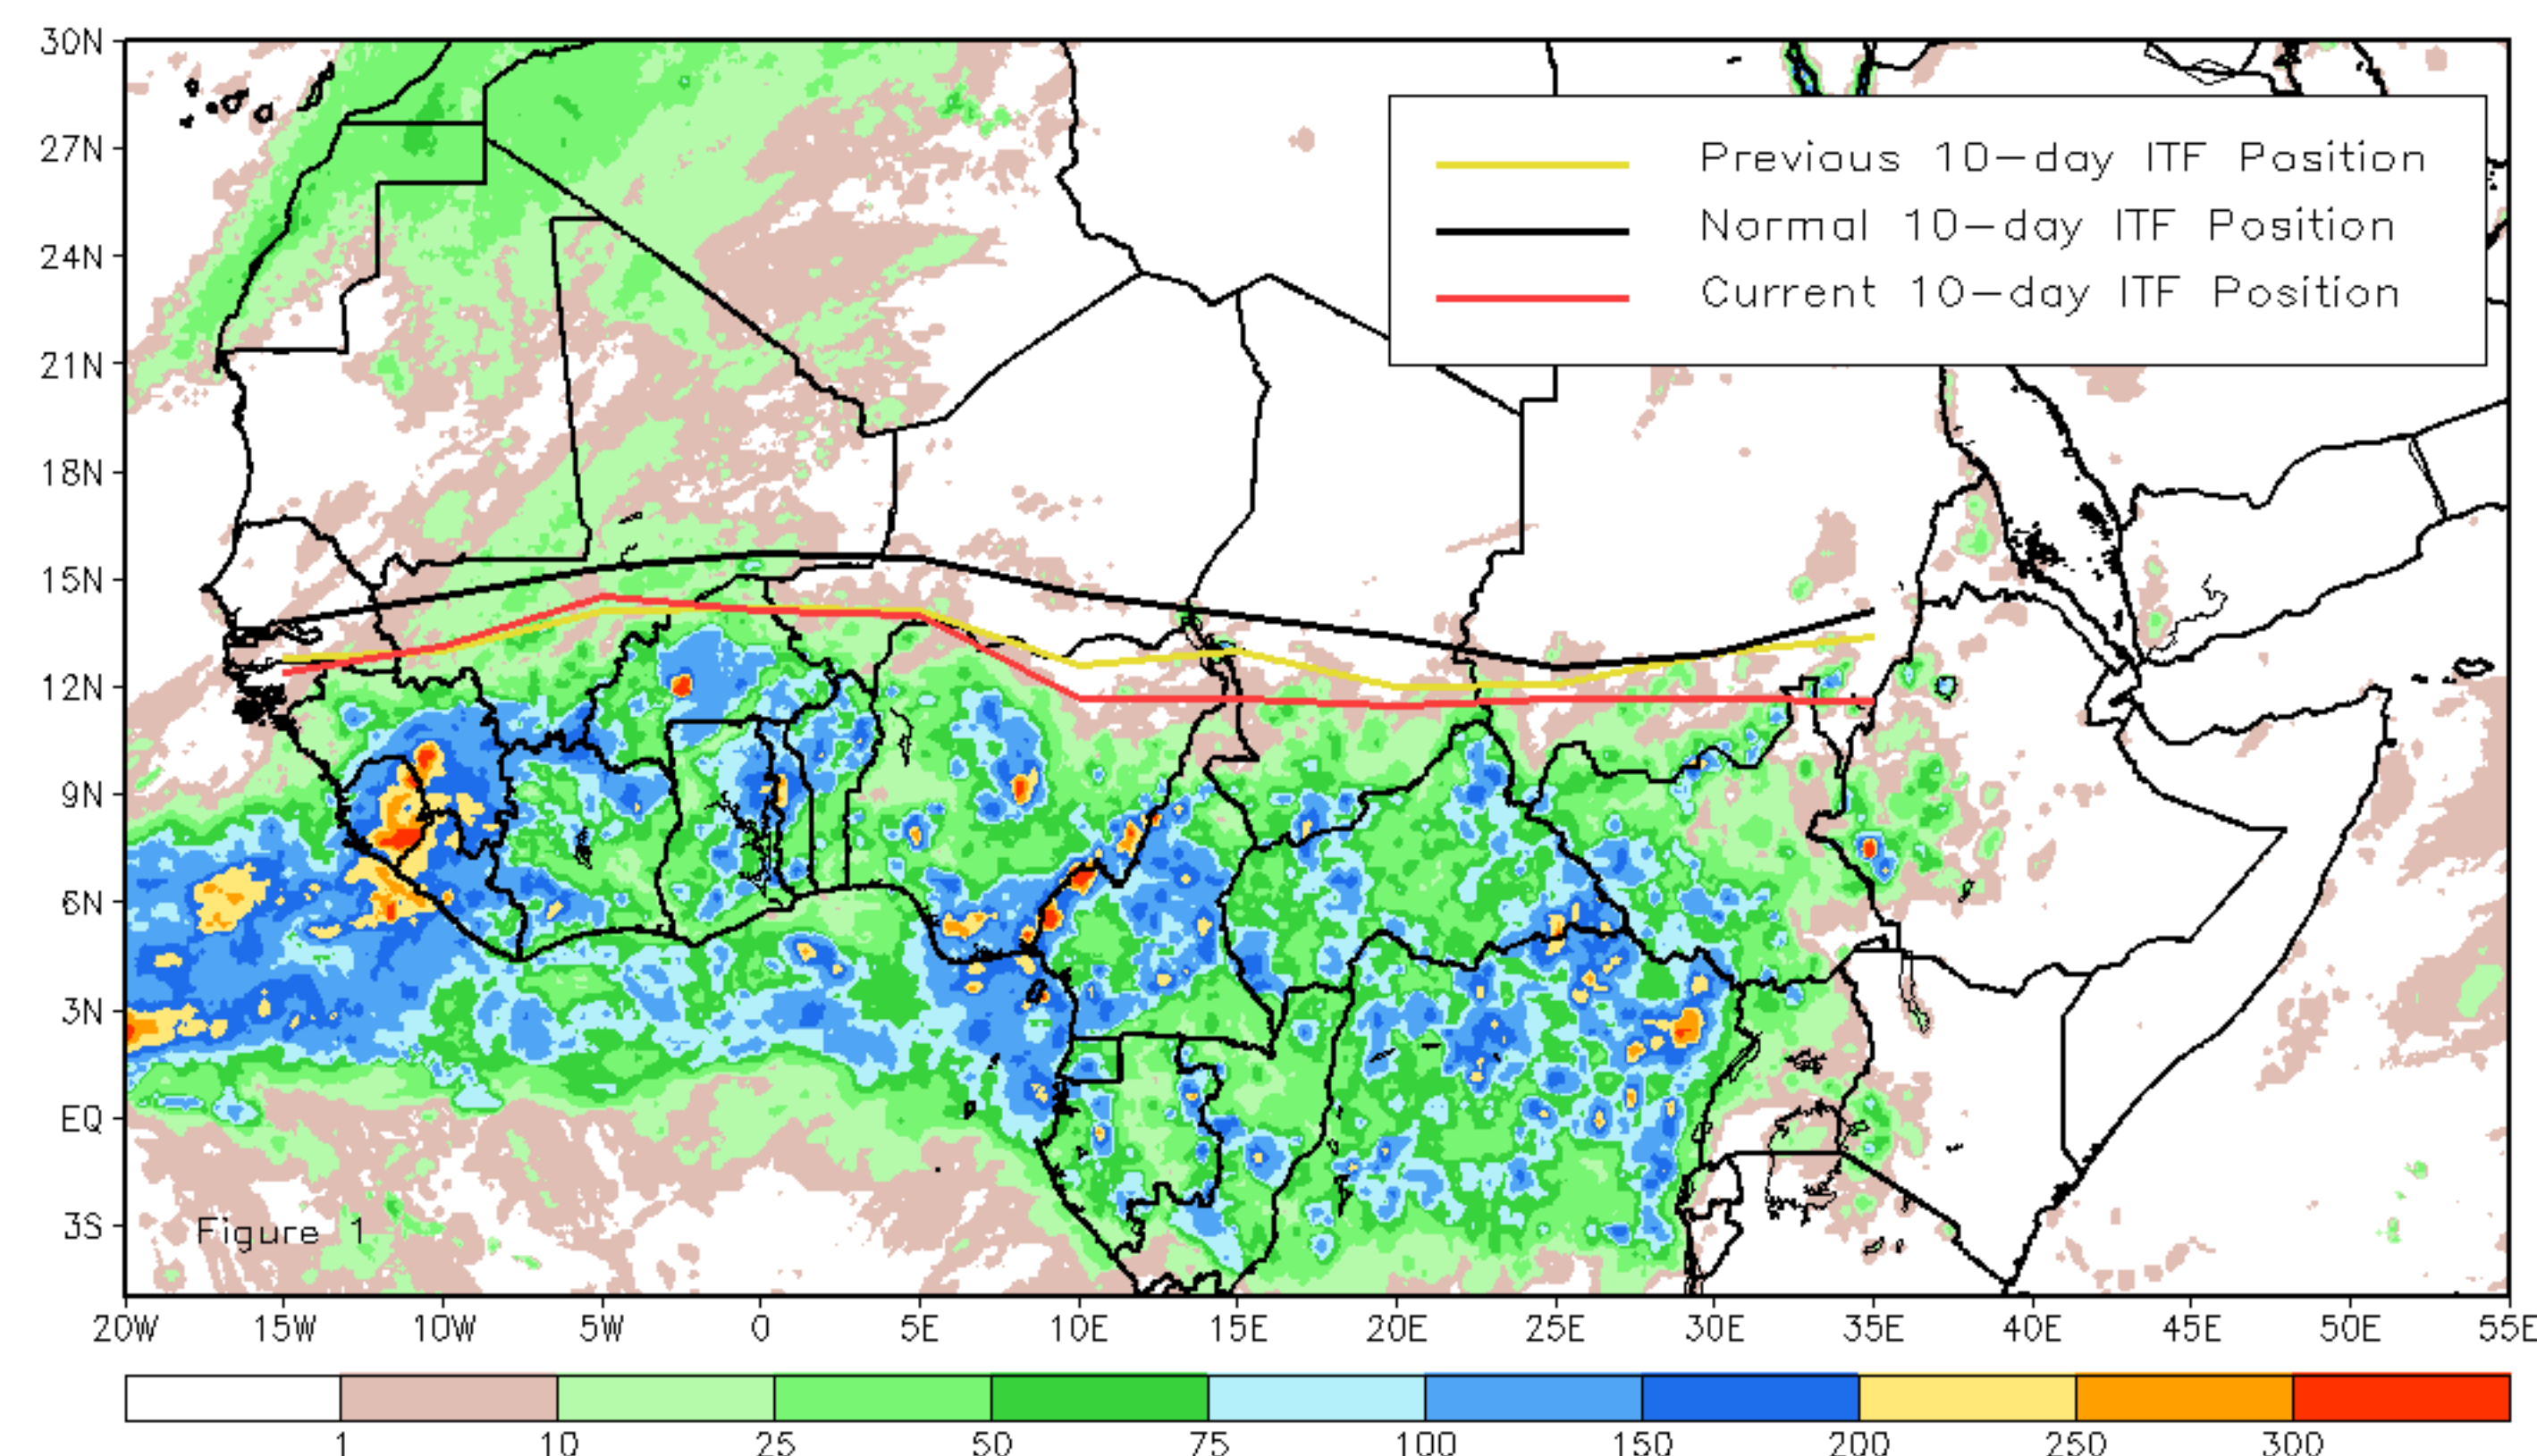 30N
27N
24N
21N
18N
15N
12N
9N
6N
3N
EQ
3S
Previous 10-day ITF Position
Normal 10-day ITF Position
Current 10-day ITF Position
Figure 1
20W 15W 10W 5W 0 5E 10E 15E 20E 25E 30E 35E 40E 45E 50E 55E
1 10 25 50 75 100 150 200 250 300